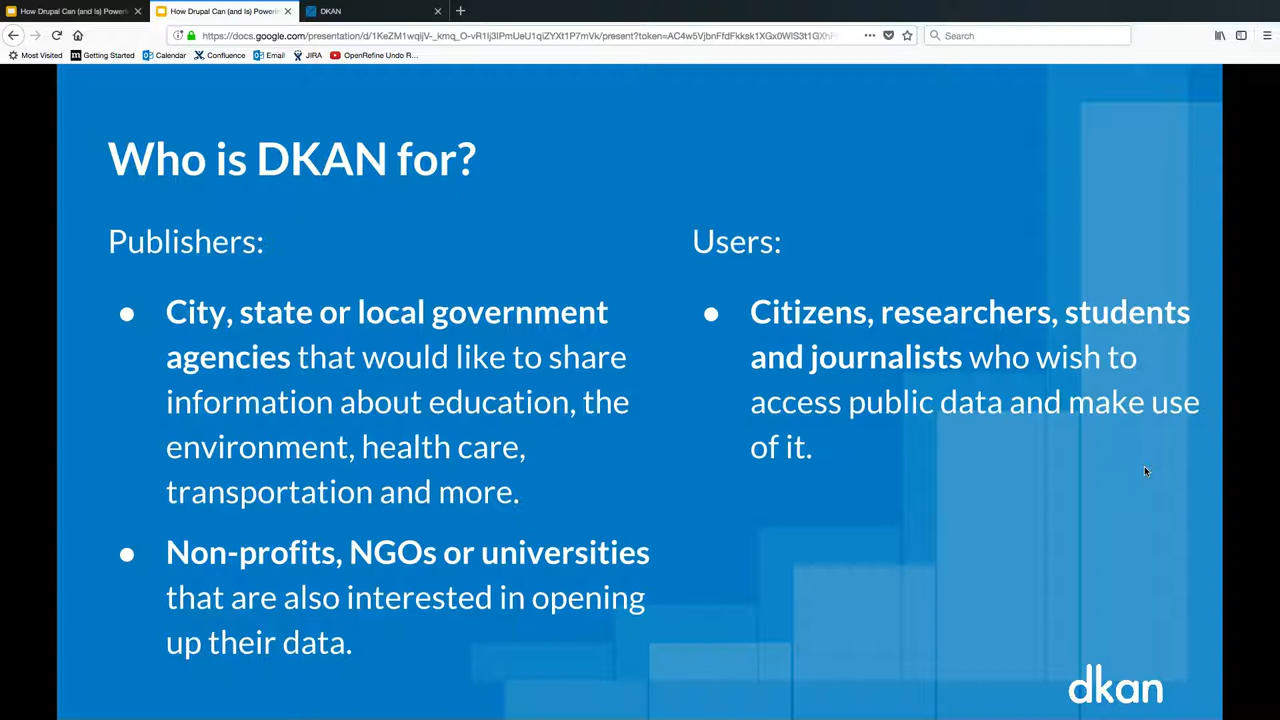 How Drupal Can (and Is) Poweri
How Drupal Can (and Is) Poweri
DKAN
Search
Most Visited
Getting Started
Calendar
Confluence
Email
JIRA
OpenRefine Undo R...
Who is DKAN for?
Publishers:
● City, state or local government
agencies that would like to share
information about education, the
environment, health care,
transportation and more.
● Non-profits, NGOs or universities
that are also interested in opening
up their data.
Users:
● Citizens, researchers, students
and journalists who wish to
access public data and make use
of it.
dkan